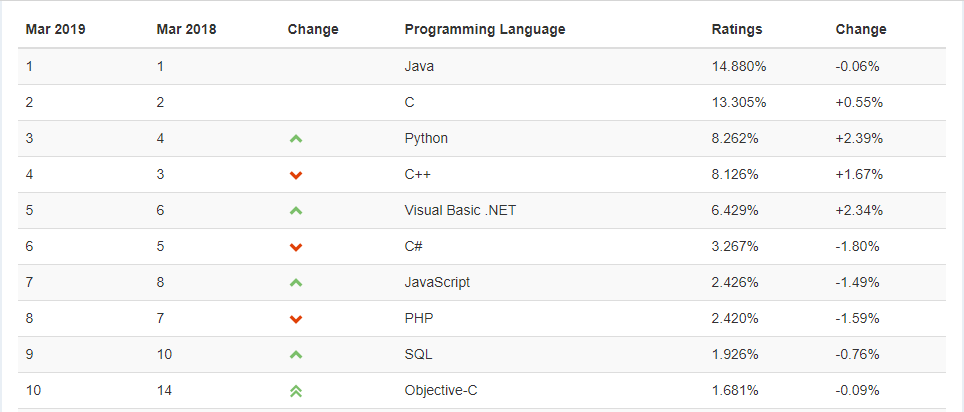 Mar 2019 Mar 2018 Change Programming Language Ratings Change
1 1 Java 14.880% -0.06%
2 2 C 13.305% +0.55%
3 4 Python 8.262% +2.39%
4 3 C++ 8.126% +1.67%
5 6 Visual Basic .NET 6.429% +2.34%
6 5 C# 3.267% -1.80%
7 8 JavaScript 2.426% -1.49%
8 7 PHP 2.420% -1.59%
9 10 SQL 1.926% -0.76%
10 14 Objective-C 1.681% -0.09%